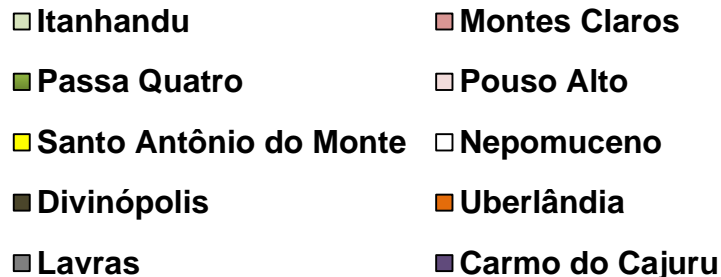 Itanhandu Montes Claros
Passa Quatro Pouso Alto
Santo Antônio do Monte Nepomuceno
Divinópolis Uberlândia
Lavras Carmo do Cajuru